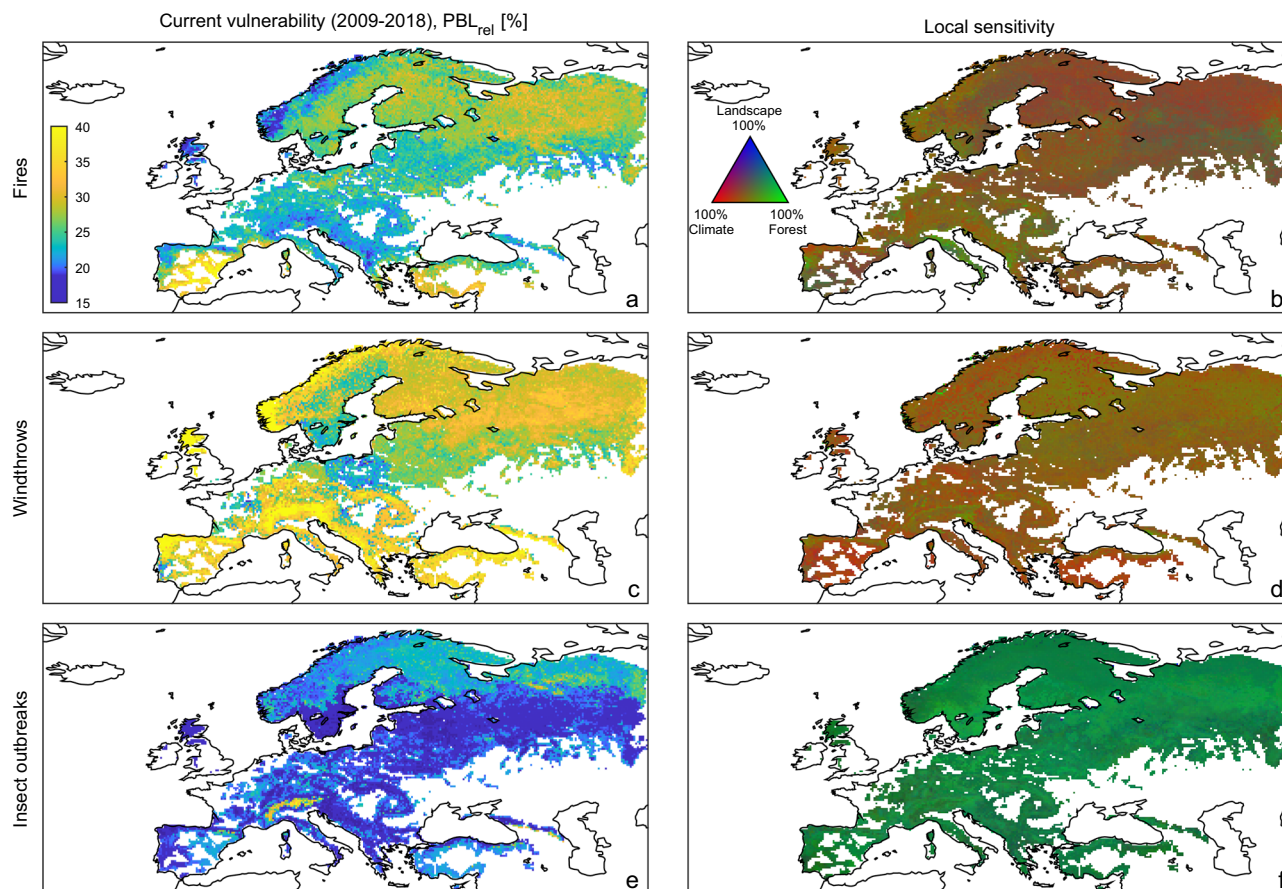 Current vulnerability (2009-2018), PBLrel [%]
Local sensitivity
Fires
40
35
30
25
20
15
a
Landscape
100%
100%
Climate
100%
Forest
b
Windthrows
c
d
Insect outbreaks
e
f